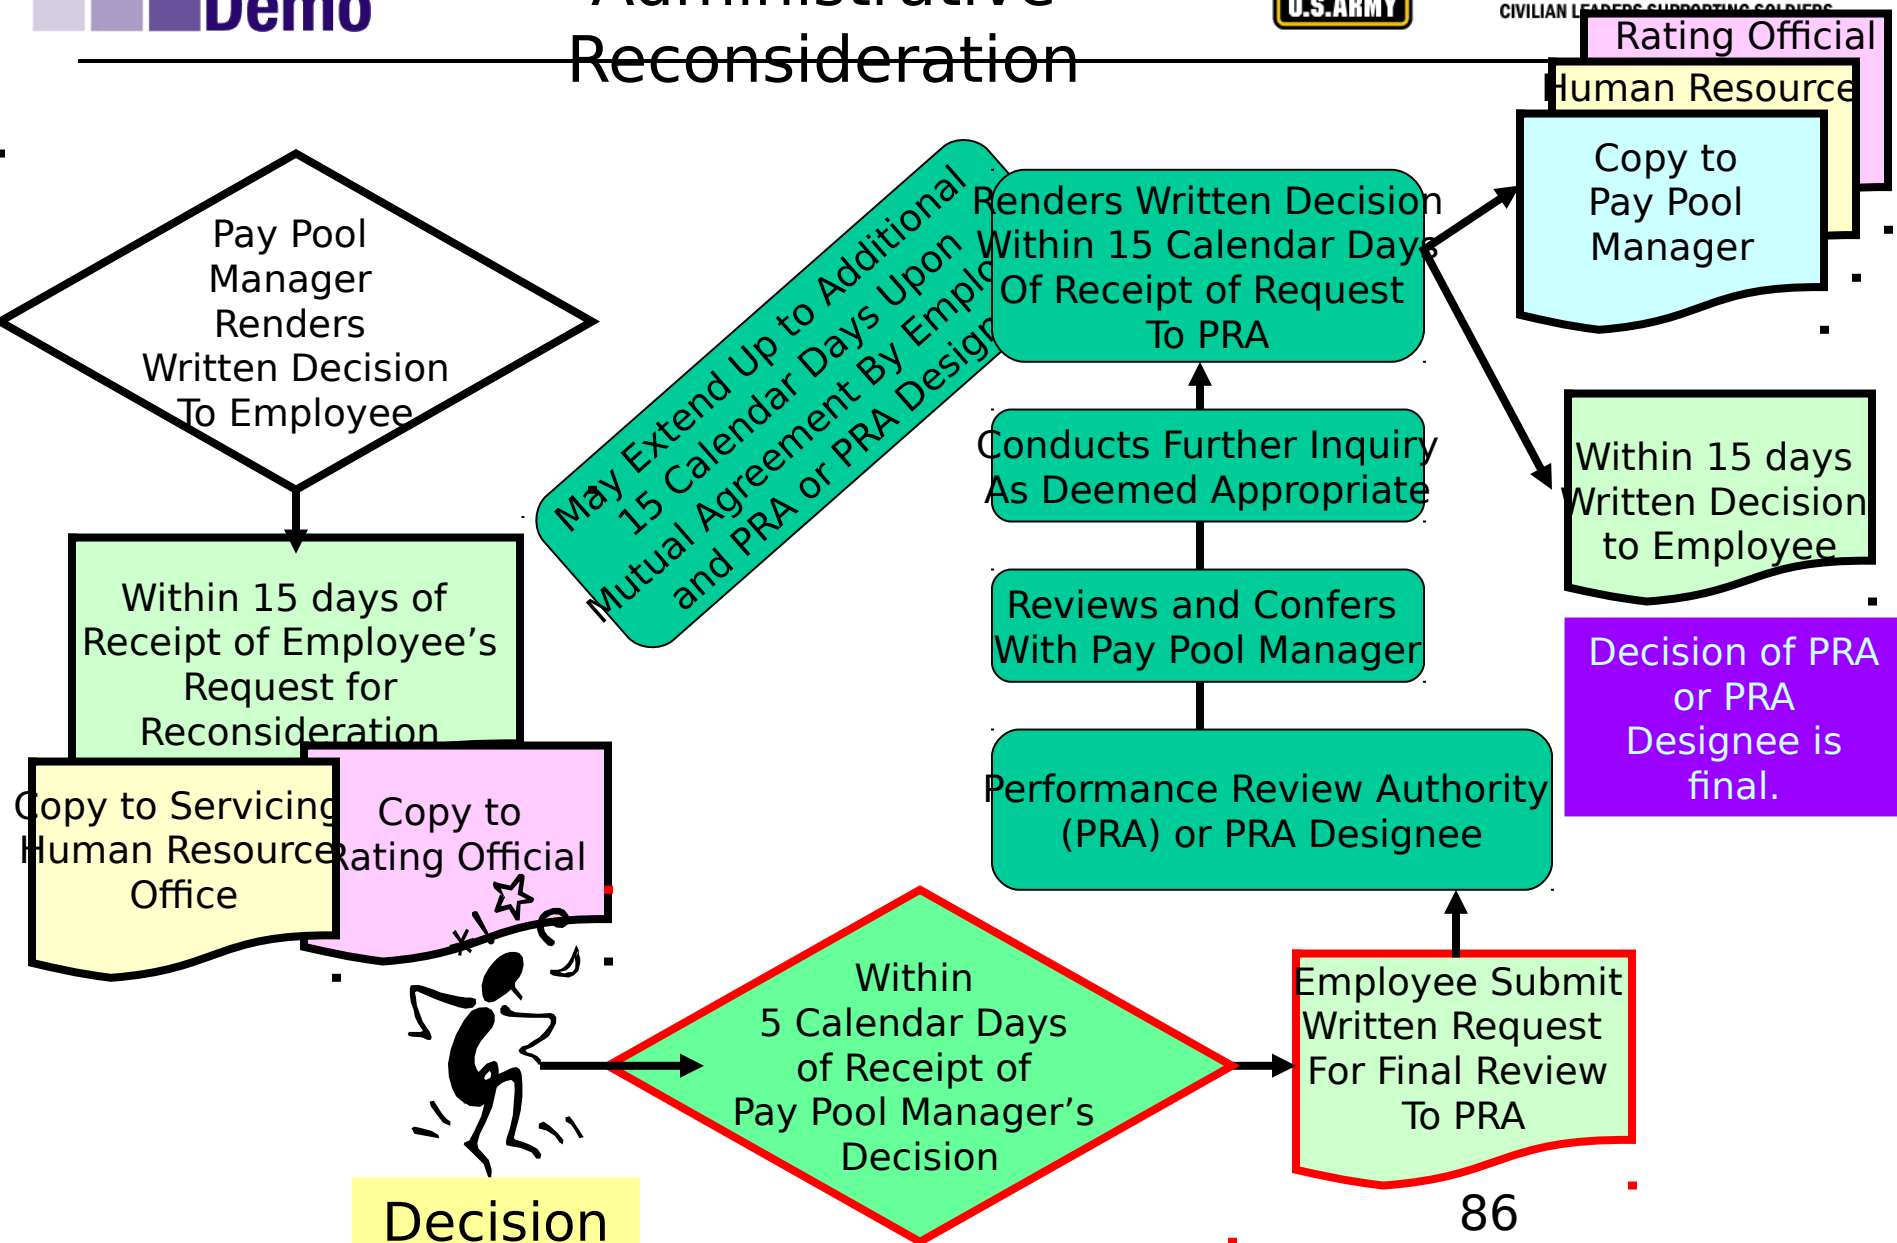 Demo
Administrative
Reconsideration
U.S.ARMY
CIVILIAN LEADERS SUPPORTING SOLDIERS
Rating Official
Human Resource
Copy to
Pay Pool
Manager
Pay Pool
Manager
Renders
Written Decision
To Employee
May Extend Up to Additional
15 Calendar Days Upon
Mutual Agreement By
and PRA or PRA
Renders Written Decision
Within 15 Calendar Days
Of Receipt of Request
To PRA
Conducts Further Inquiry
As Deemed Appropriate
Reviews and Confers
With Pay Pool Manager
Performance Review Authority
(PRA) or PRA Designee
Within 15 days
Written Decision
to Employee
Decision of PRA
or PRA
Designee is
final.
Within 15 days of
Receipt of Employee’s
Request for
Reconsideration
Copy to Servicing
Human Resource
Office
Copy to
Rating Official
Within
5 Calendar Days
of Receipt of
Pay Pool Manager’s
Decision
Employee Submit
Written Request
For Final Review
To PRA
Decision
86